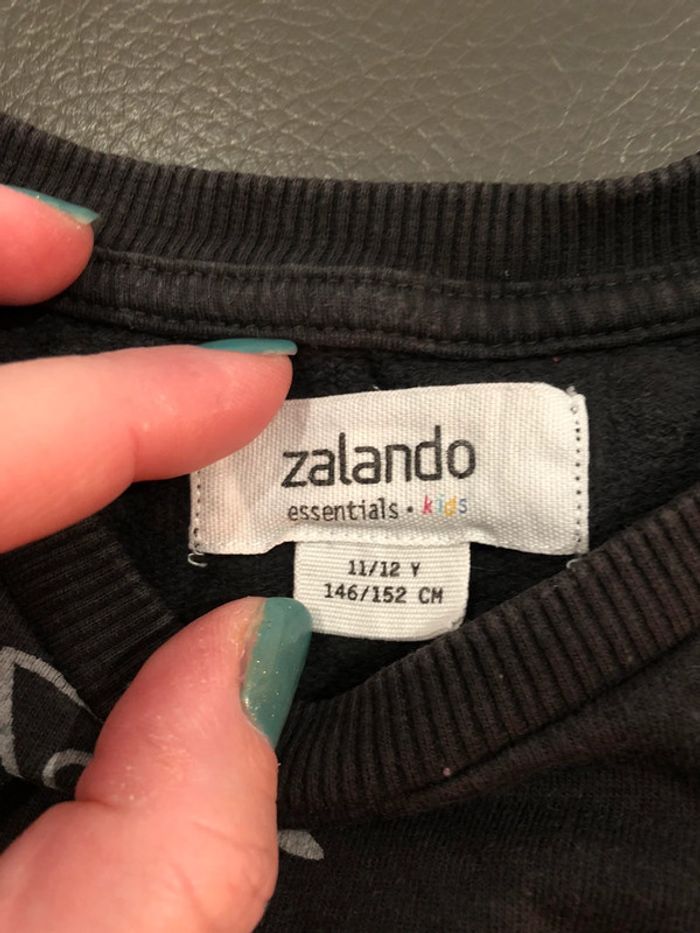 zalando
essentials • kids
11/12 Y
146/152 CM